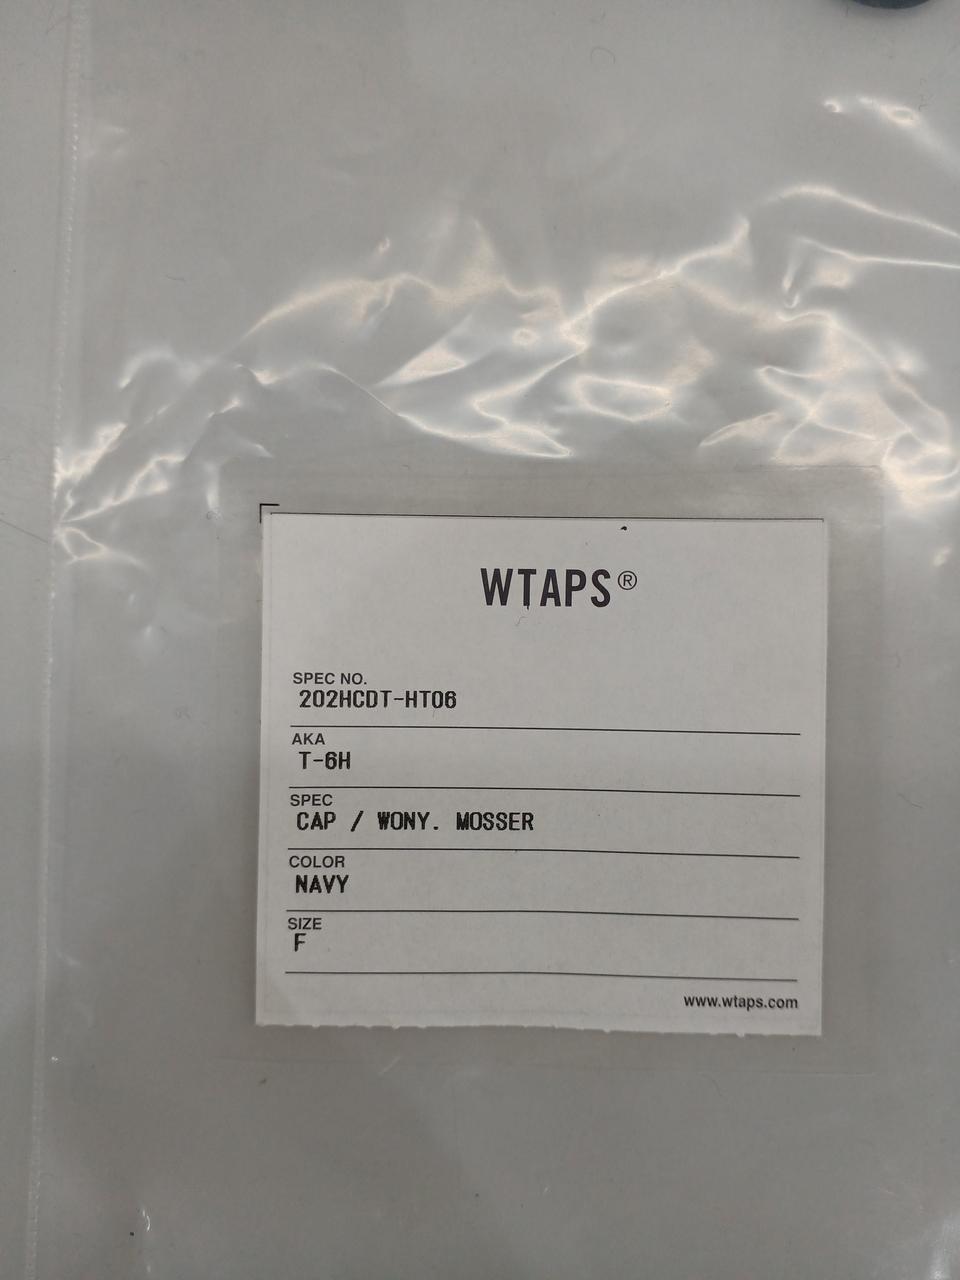 WTAPS®
SPEC NO.
202HCDT-HT06
AKA
T-6H
SPEC
CAP / WONY. MOSSER
COLOR
NAVY
SIZE
F
www.wtaps.com